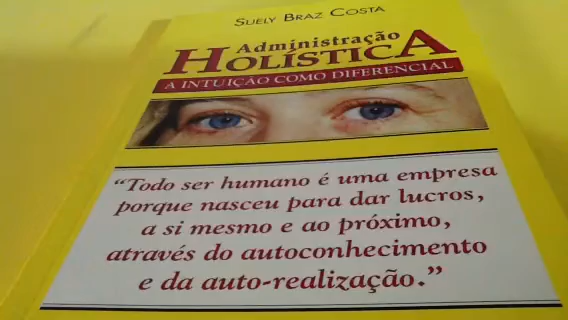 Suely Braz Costa
Administração
HOLÍSTICA
A INTUIÇÃO COMO DIFERENCIAL
“Todo ser humano é uma empresa
porque nasceu para dar lucros,
a si mesmo e ao próximo,
através do autoconhecimento
e da auto-realização.”